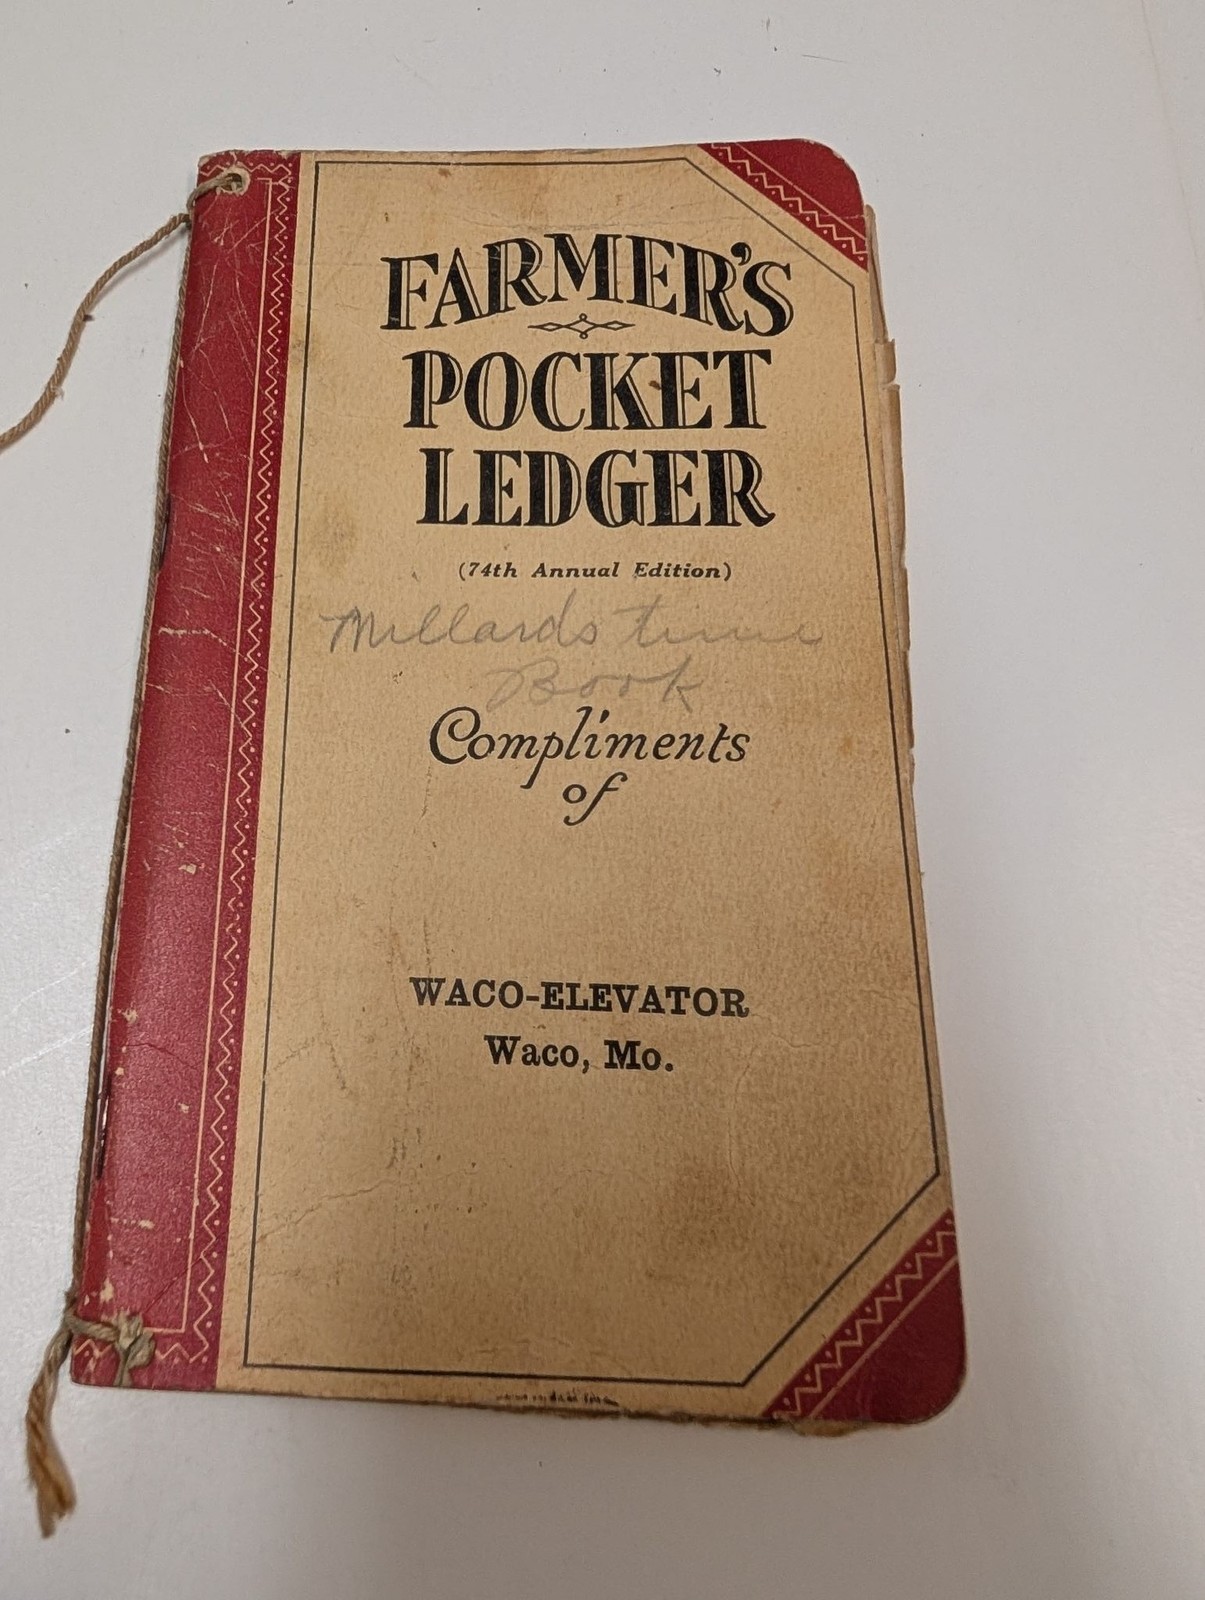 FARMER'S
POCKET
LEDGER
(74th Annual Edition)
Millards time
Book
Compliments
of
WACO-ELEVATOR
Waco, Mo.